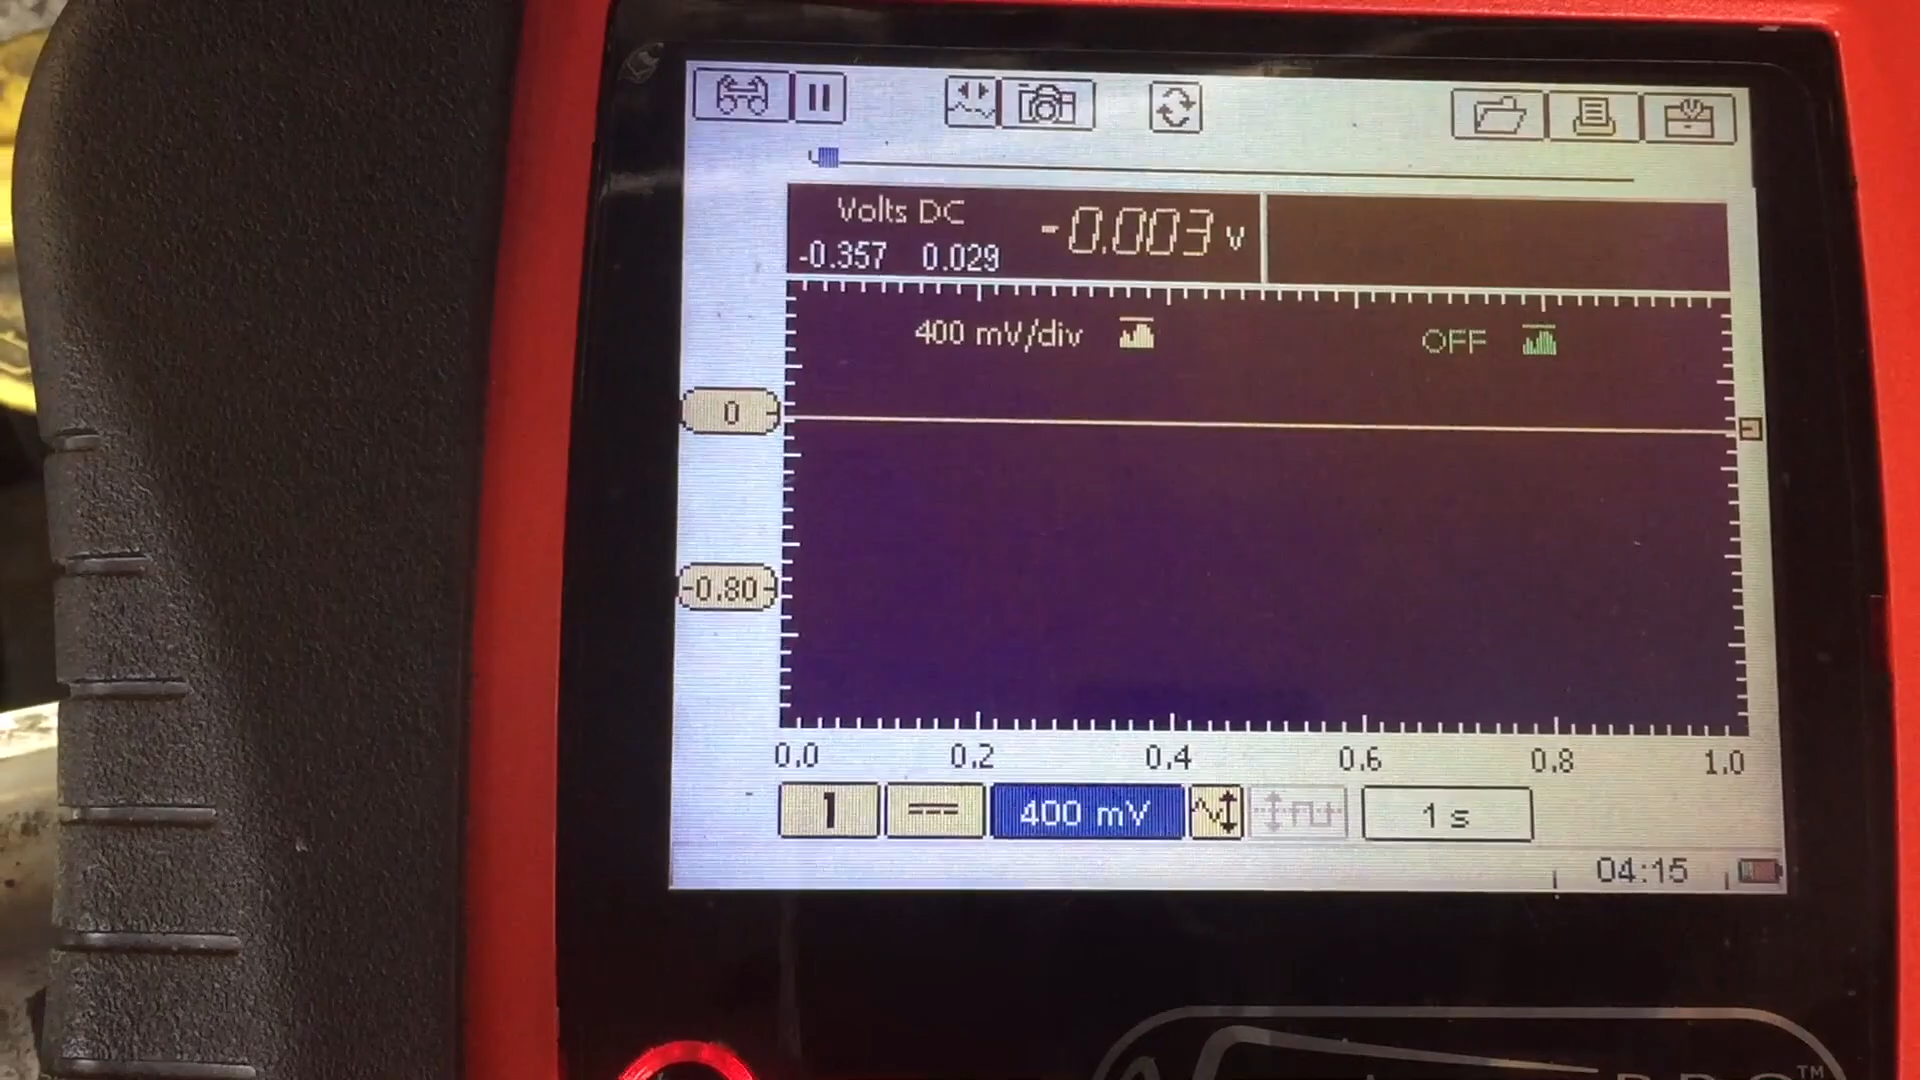 Volts DC
-0.003 v
-0.357 0.029
400 mV/div
OFF
0
-0.80
0.0 0.2 0.4 0.6 0.8 1.0
1
400 mV
1 s
04:15
TM